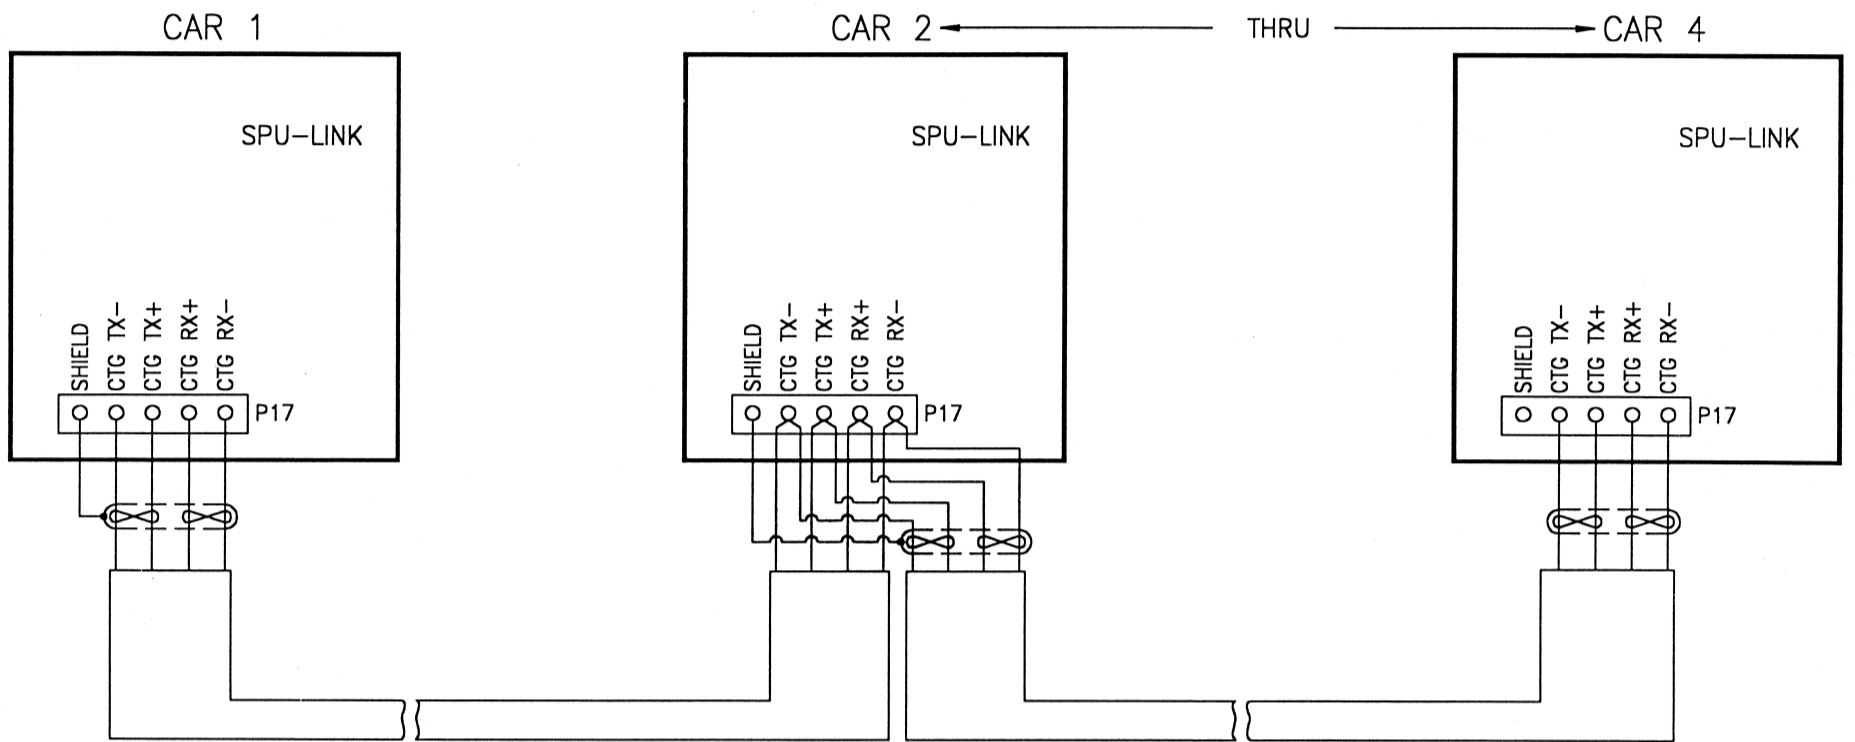 CAR 1
CAR 2
THRU
CAR 4
SPU-LINK
SPU-LINK
SPU-LINK
SHIELD
CTG TX-
CTG TX+
CTG RX+
CTG RX-
P17
SHIELD
CTG TX-
CTG TX+
CTG RX+
CTG RX-
P17
SHIELD
CTG TX-
CTG TX+
CTG RX+
CTG RX-
P17